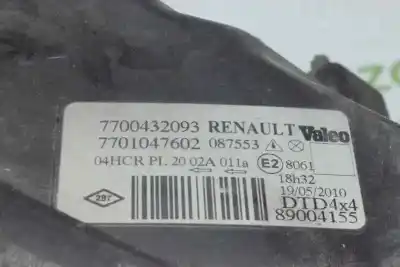 7700432093 RENAULT Valeo
7701047602 087553
04HCR PL 20 02A 011a E2 8061
18h32
19/05/2010
297 DTD4x4
89004155